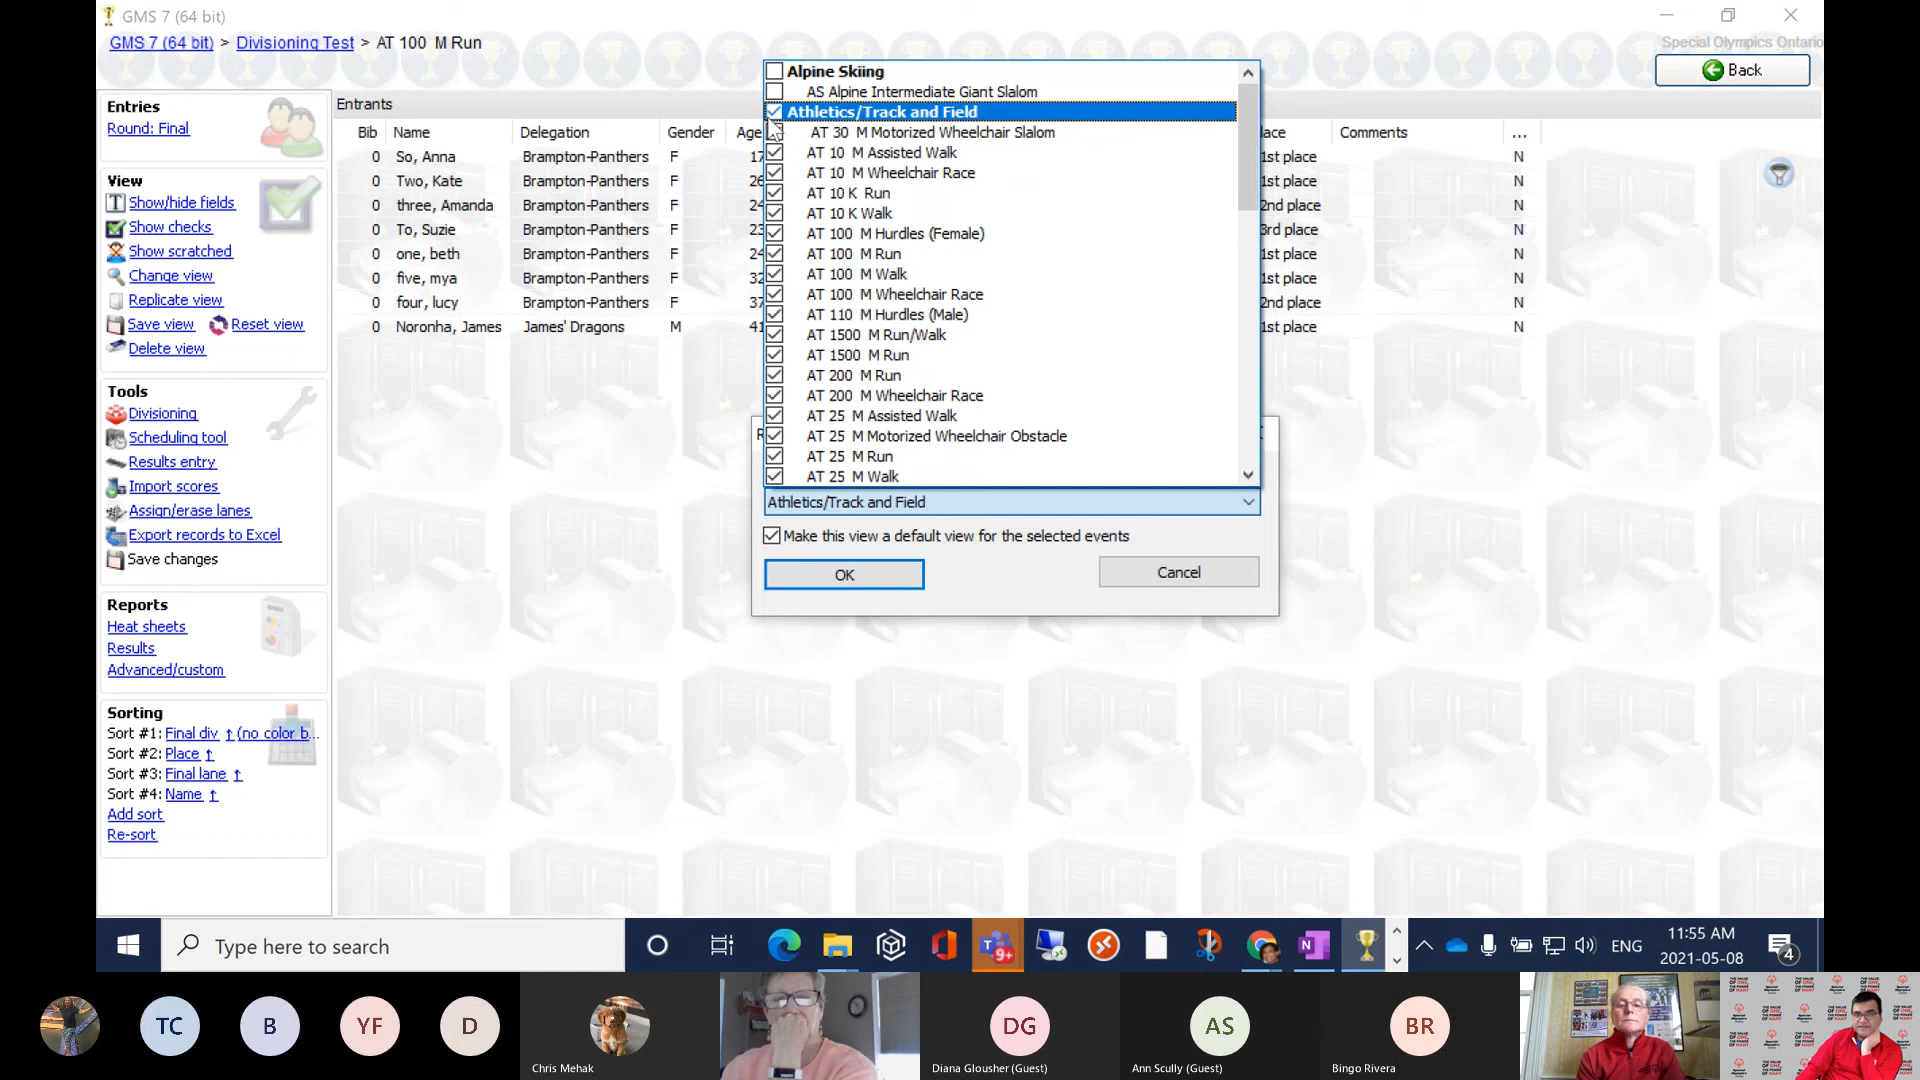 GMS 7 (64 bit)
GMS 7 (64 bit) > Divisioning Test > AT 100 M Run
Special Olympics Ontario
Back
Entries
Round: Final
View
Show/hide fields
Show checks
Show scratched
Change view
Replicate view
Save view Reset view
Delete view
Tools
Divisioning
Scheduling tool
Results entry
Import scores
Assign/erase lanes
Export records to Excel
Save changes
Reports
Heat sheets
Results
Advanced/custom
Sorting
Sort #1: Final div ↑ (no color b...
Sort #2: Place ↑
Sort #3: Final lane ↑
Sort #4: Name ↑
Add sort
Re-sort
Entrants
Bib Name Delegation Gender Age lace Comments ...
0 So, Anna Brampton-Panthers F 17 1st place N
0 Two, Kate Brampton-Panthers F 26 1st place N
0 three, Amanda Brampton-Panthers F 24 2nd place N
0 To, Suzie Brampton-Panthers F 23 3rd place N
0 one, beth Brampton-Panthers F 24 1st place N
0 five, mya Brampton-Panthers F 32 1st place N
0 four, lucy Brampton-Panthers F 37 2nd place N
0 Noronha, James James' Dragons M 41 1st place N
Alpine Skiing
AS Alpine Intermediate Giant Slalom
Athletics/Track and Field
AT 30 M Motorized Wheelchair Slalom
AT 10 M Assisted Walk
AT 10 M Wheelchair Race
AT 10 K Run
AT 10 K Walk
AT 100 M Hurdles (Female)
AT 100 M Run
AT 100 M Walk
AT 100 M Wheelchair Race
AT 110 M Hurdles (Male)
AT 1500 M Run/Walk
AT 1500 M Run
AT 200 M Run
AT 200 M Wheelchair Race
AT 25 M Assisted Walk
AT 25 M Motorized Wheelchair Obstacle
AT 25 M Run
AT 25 M Walk
Athletics/Track and Field
Make this view a default view for the selected events
OK Cancel
Type here to search
9+
ENG
11:55 AM
2021-05-08
4
TC
B
YF
D
Chris Mehak
DG
Diana Glousher (Guest)
AS
Ann Scully (Guest)
BR
Bingo Rivera